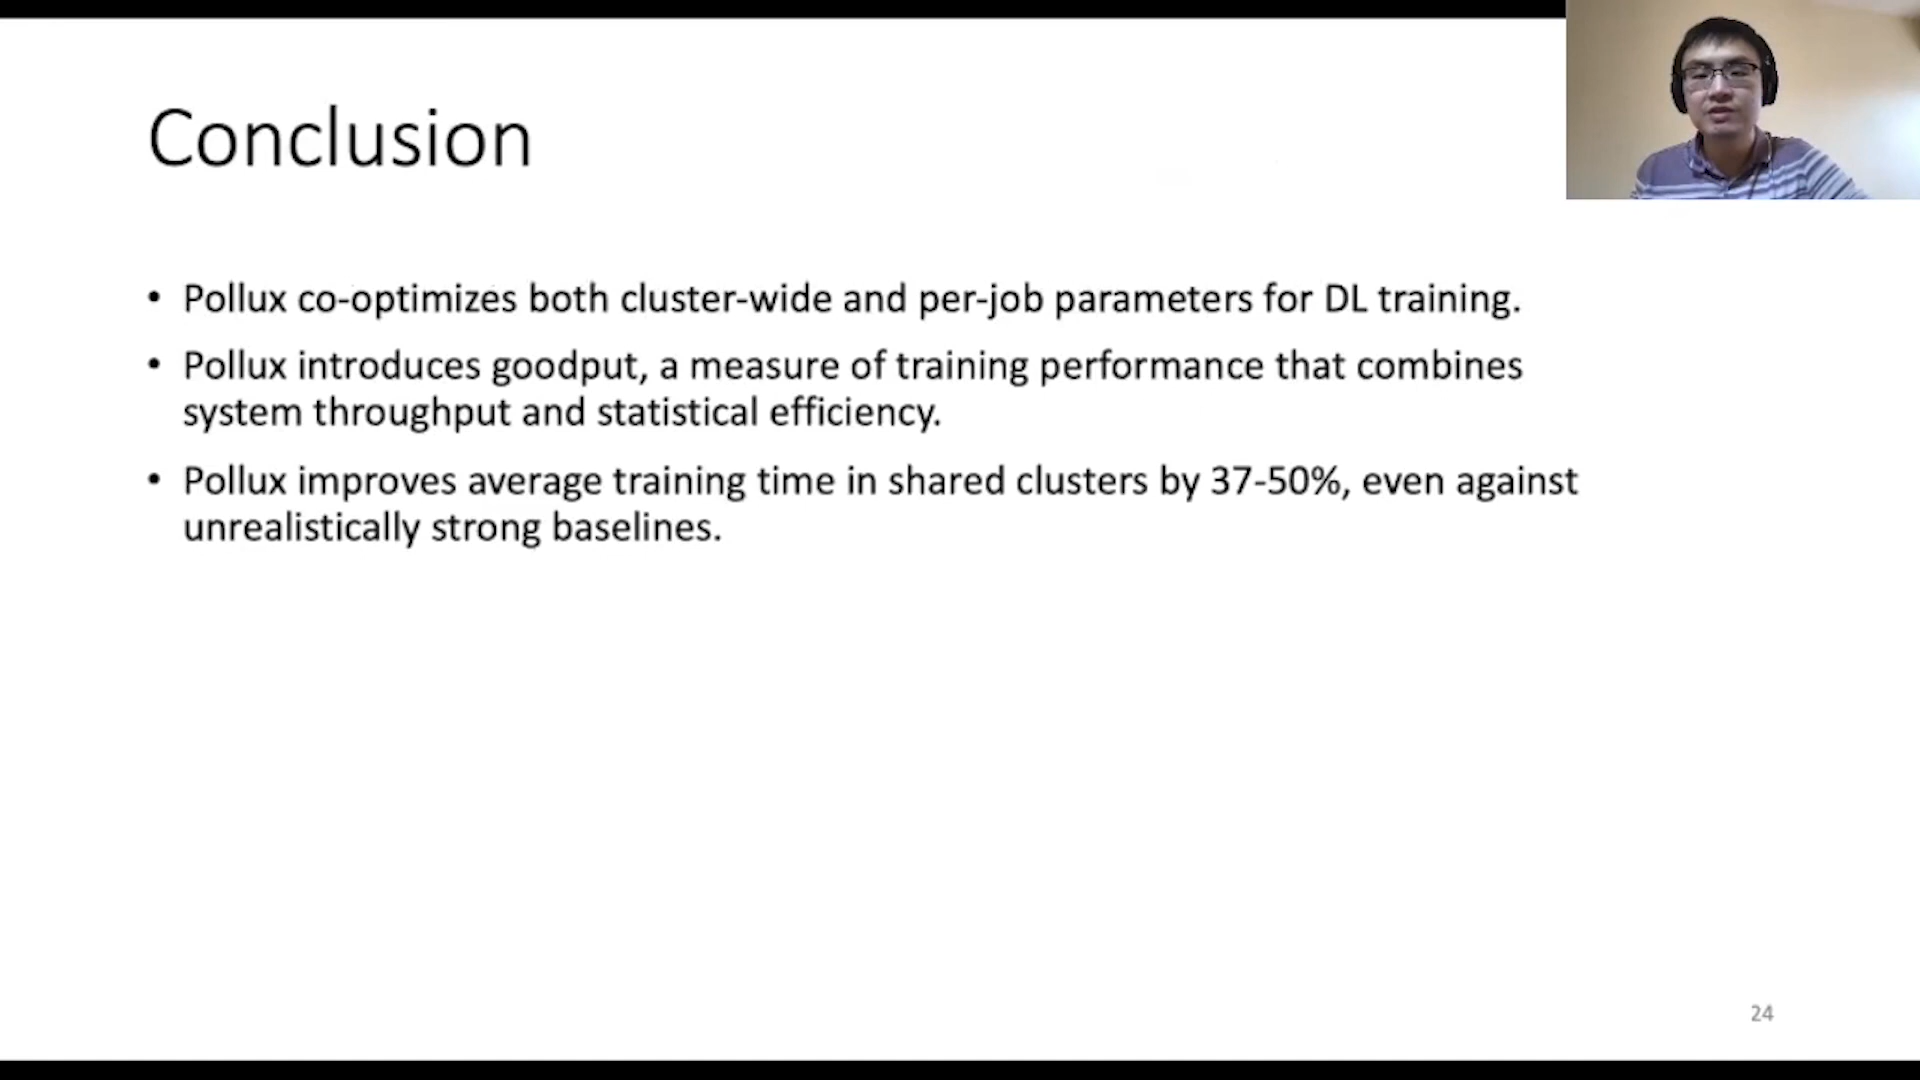 Conclusion
• Pollux co-optimizes both cluster-wide and per-job parameters for DL training.
• Pollux introduces goodput, a measure of training performance that combines
system throughput and statistical efficiency.
• Pollux improves average training time in shared clusters by 37-50%, even against
unrealistically strong baselines.
24